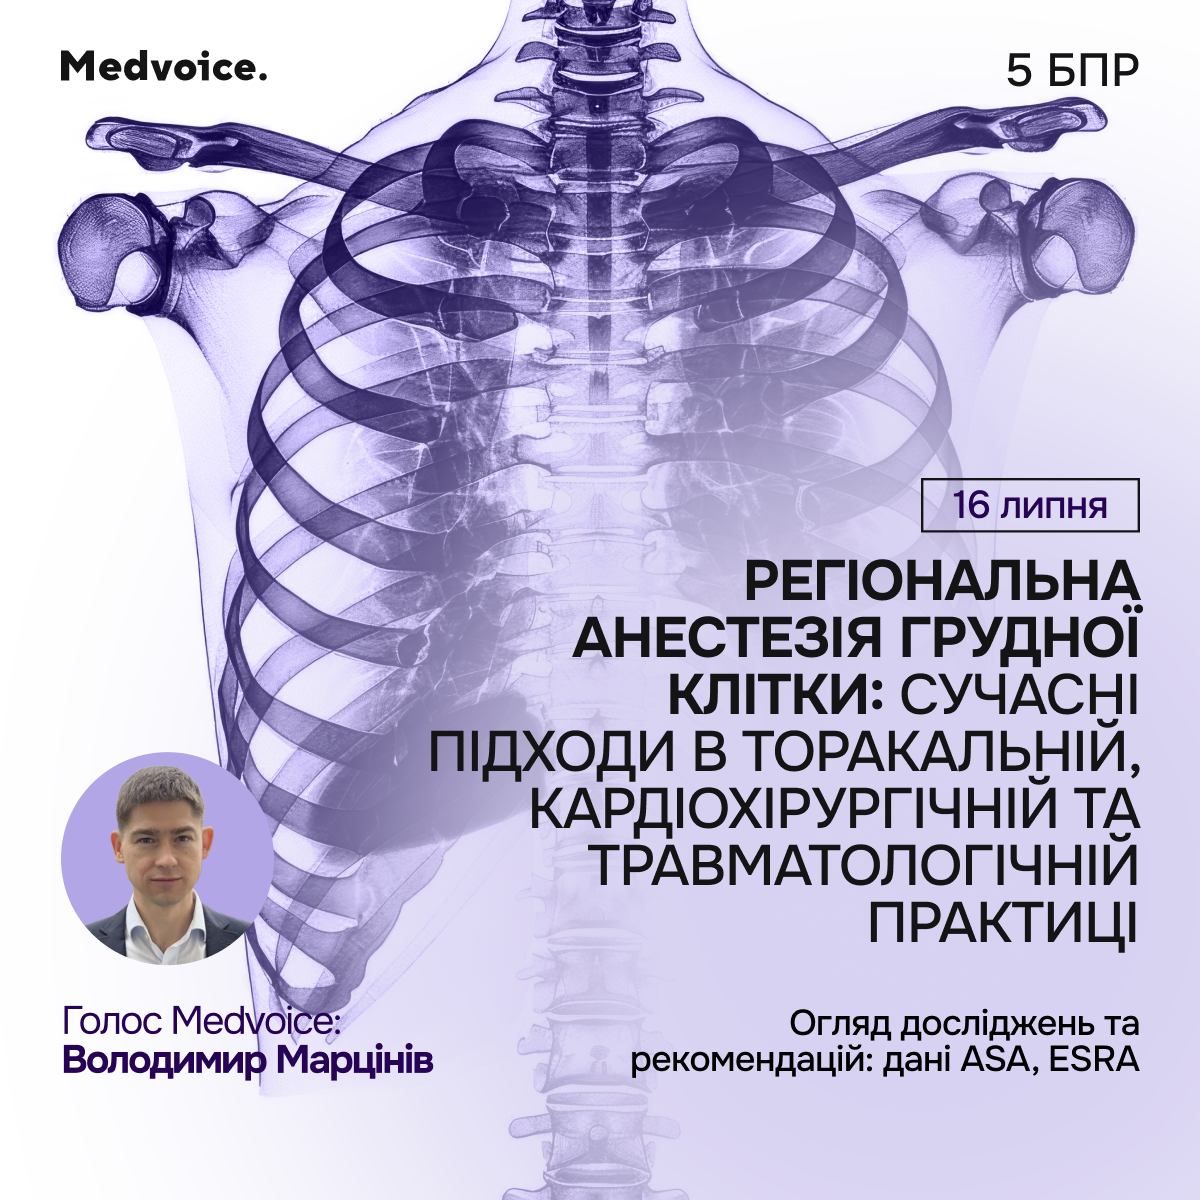 Medvoice.
5 БПР
16 липня
РЕГІОНАЛЬНА
АНЕСТЕЗІЯ ГРУДНОЇ
КЛІТКИ: СУЧАСНІ
ПІДХОДИ В ТОРАКАЛЬНІЙ,
КАРДІОХІРУРГІЧНІЙ ТА
ТРАВМАТОЛОГІЧНІЙ
ПРАКТИЦІ
Голос Medvoice:
Володимир Марцінів
Огляд досліджень та
рекомендацій: дані ASA, ESRA